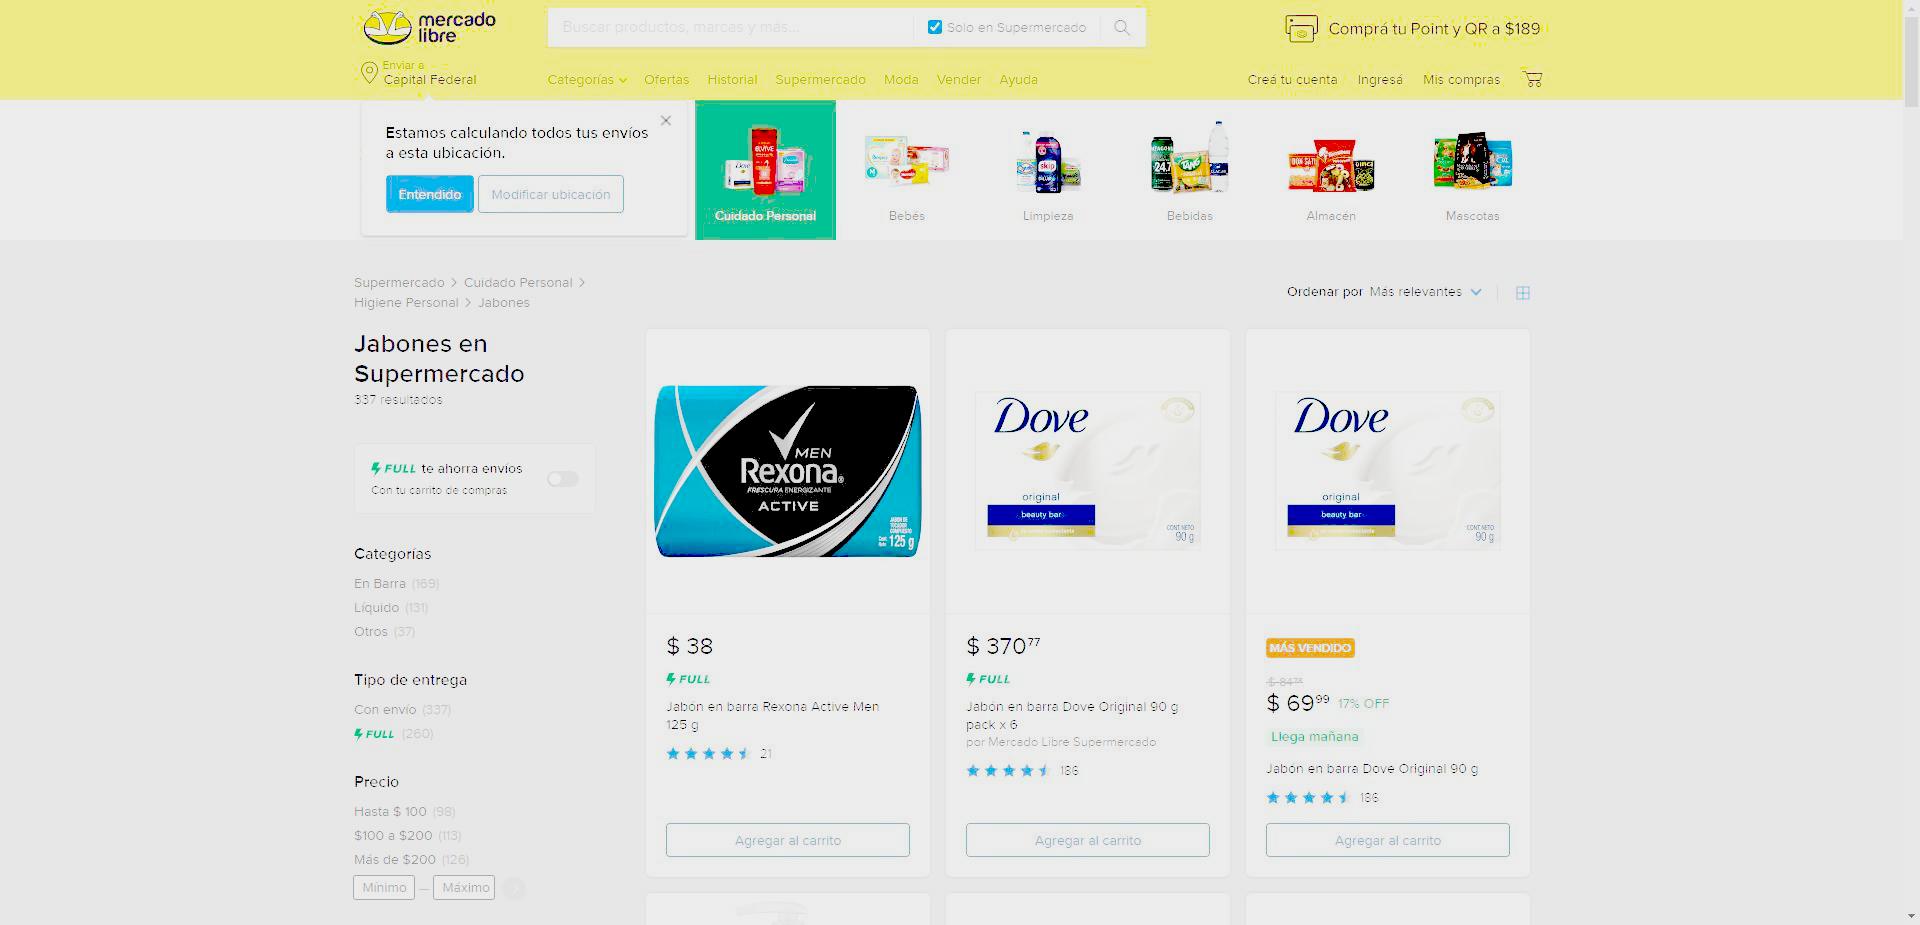 mercado
libre
Buscar productos, marcas y más...
Solo en Supermercado
Comprá tu Point y QR a $189
Enviar a
Capital Federal
Categorías Ofertas Historial Supermercado Moda Vender Ayuda
Creá tu cuenta Ingresá Mis compras
Estamos calculando todos tus envíos
a esta ubicación.
Entendido Modificar ubicación
Cuidado Personal
Bebés
Limpieza
Bebidas
Almacén
Mascotas
Supermercado > Cuidado Personal >
Higiene Personal > Jabones
Ordenar por Más relevantes
Jabones en
Supermercado
337 resultados
FULL te ahorra envíos
Con tu carrito de compras
Categorías
En Barra (169)
Líquido (131)
Otros (37)
Tipo de entrega
Con envío (337)
FULL (260)
Precio
Hasta $ 100 (98)
$100 a $200 (113)
Más de $200 (126)
Mínimo — Máximo
MEN
Rexona
FRESCURA ENERGIZANTE
ACTIVE
125 g
$ 38
FULL
Jabón en barra Rexona Active Men
125 g
21
Agregar al carrito
Dove
original
beauty bar
CONT. NETO
90 g
$ 370 77
FULL
Jabón en barra Dove Original 90 g
pack x 6
por Mercado Libre Supermercado
186
Agregar al carrito
Dove
original
beauty bar
CONT. NETO
90 g
MÁS VENDIDO
$ 84
$ 69 99 17% OFF
Llega mañana
Jabón en barra Dove Original 90 g
186
Agregar al carrito